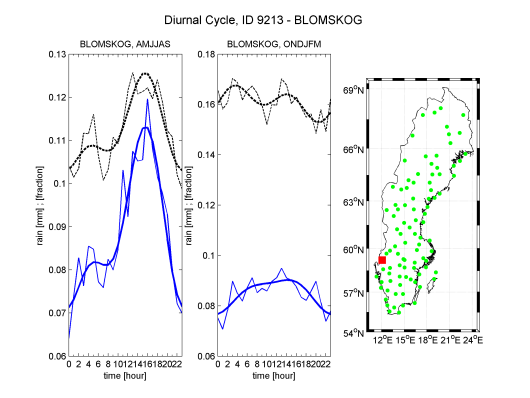 Diurnal Cycle, ID 9213 - BLOMSKOG
BLOMSKOG, AMJJAS
BLOMSKOG, ONDJFM
rain [mm] ; [fraction]
0.13
0.12
0.11
0.1
0.09
0.08
0.07
0.06
0 2 4 6 8 10 12 14 16 18 20 22
time [hour]
rain [mm] ; [fraction]
0.18
0.16
0.14
0.12
0.1
0.08
0.06
0 2 4 6 8 10 12 14 16 18 20 22
time [hour]
69°N
66°N
63°N
60°N
57°N
54°N
12°E 15°E 18°E 21°E 24°E